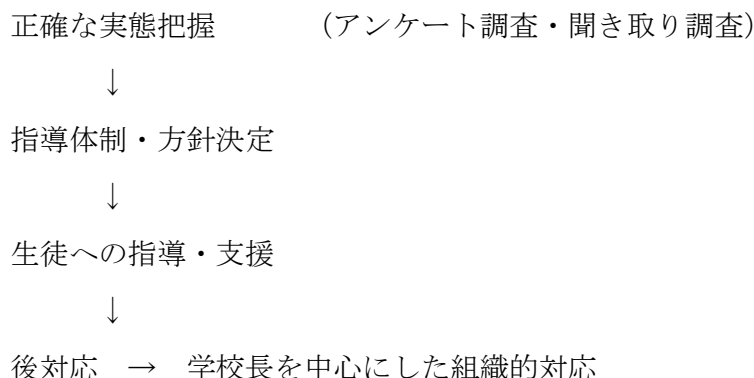 正確な実態把握　　　（アンケート調査・聞き取り調査）
↓
指導体制・方針決定
↓
生徒への指導・支援
↓
後対応　→　学校長を中心にした組織的対応